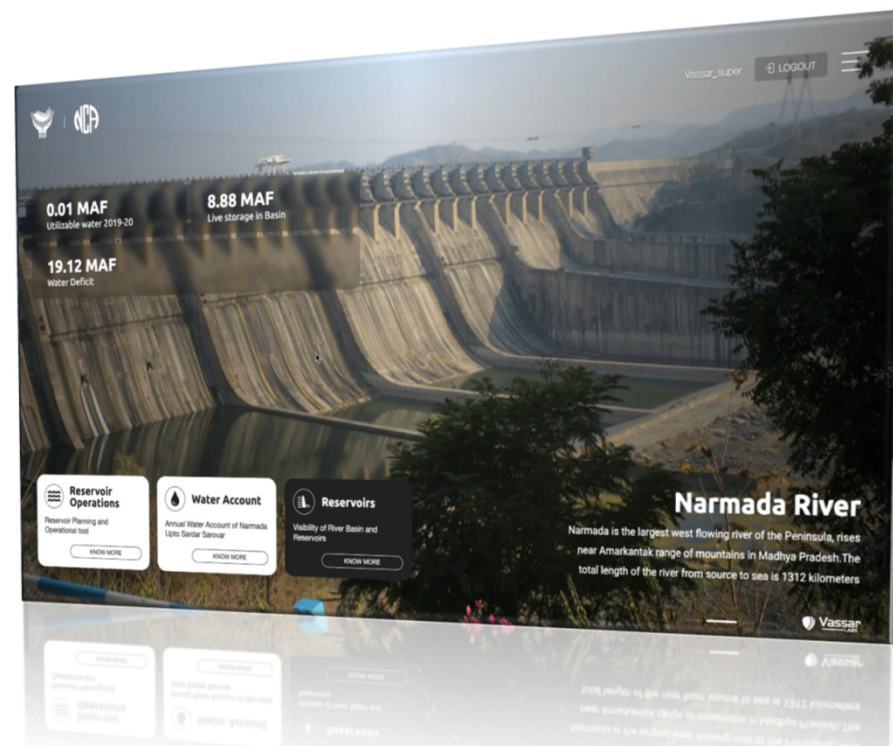 Vassar_super
LOGOUT
NCA
0.01 MAF
Utilizable water 2019-20
8.88 MAF
Live storage in Basin
19.12 MAF
Water Deficit
Reservoir
Operations
Reservoir Planning and
Operational tool
KNOW MORE
Water Account
Annual Water Account of Narmada
Upto Sardar Sarovar
KNOW MORE
Reservoirs
Visibility of River Basin and
Reservoirs
KNOW MORE
Narmada River
Narmada is the largest west flowing river of the Peninsula, rises
near Amarkantak range of mountains in Madhya Pradesh.The
total length of the river from source to sea is 1312 kilometers
Vassar
LABS